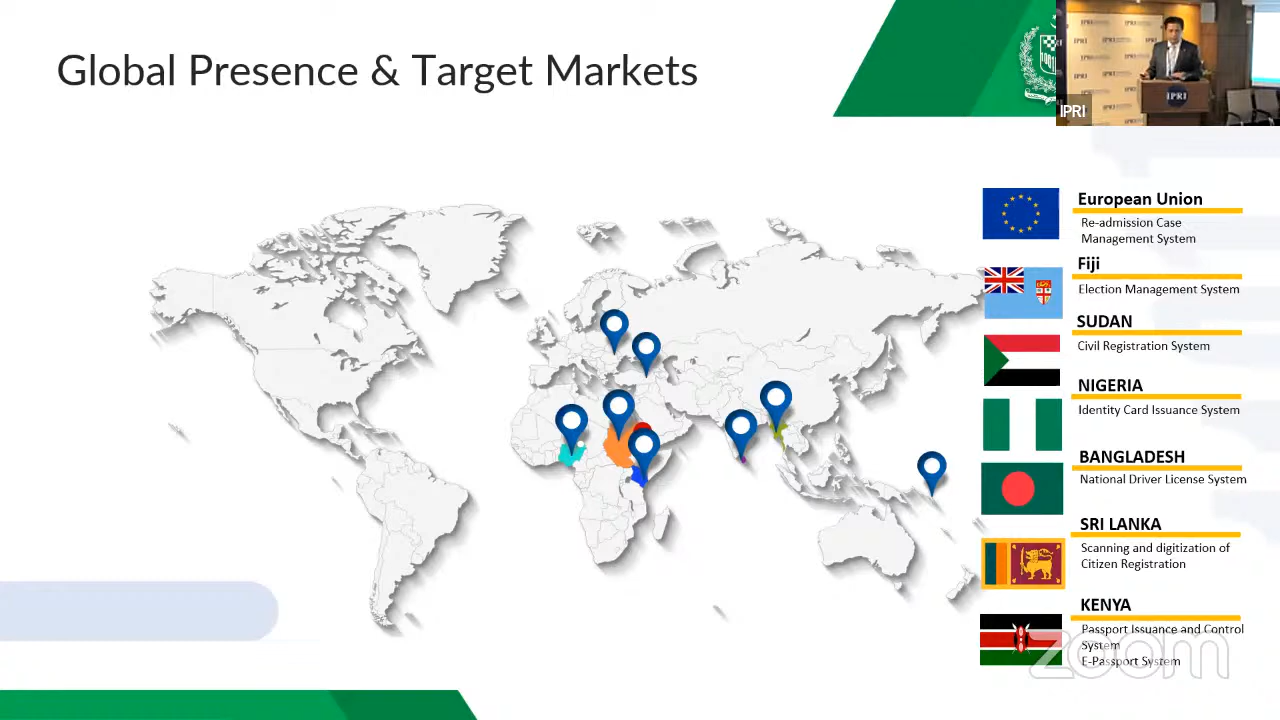 Global Presence & Target Markets
IPRI
IPRI
European Union
Re-admission Case
Management System
Fiji
Election Management System
SUDAN
Civil Registration System
NIGERIA
Identity Card Issuance System
BANGLADESH
National Driver License System
SRI LANKA
Scanning and digitization of
Citizen Registration
KENYA
Passport Issuance and Control
System
E-Passport System
zoom